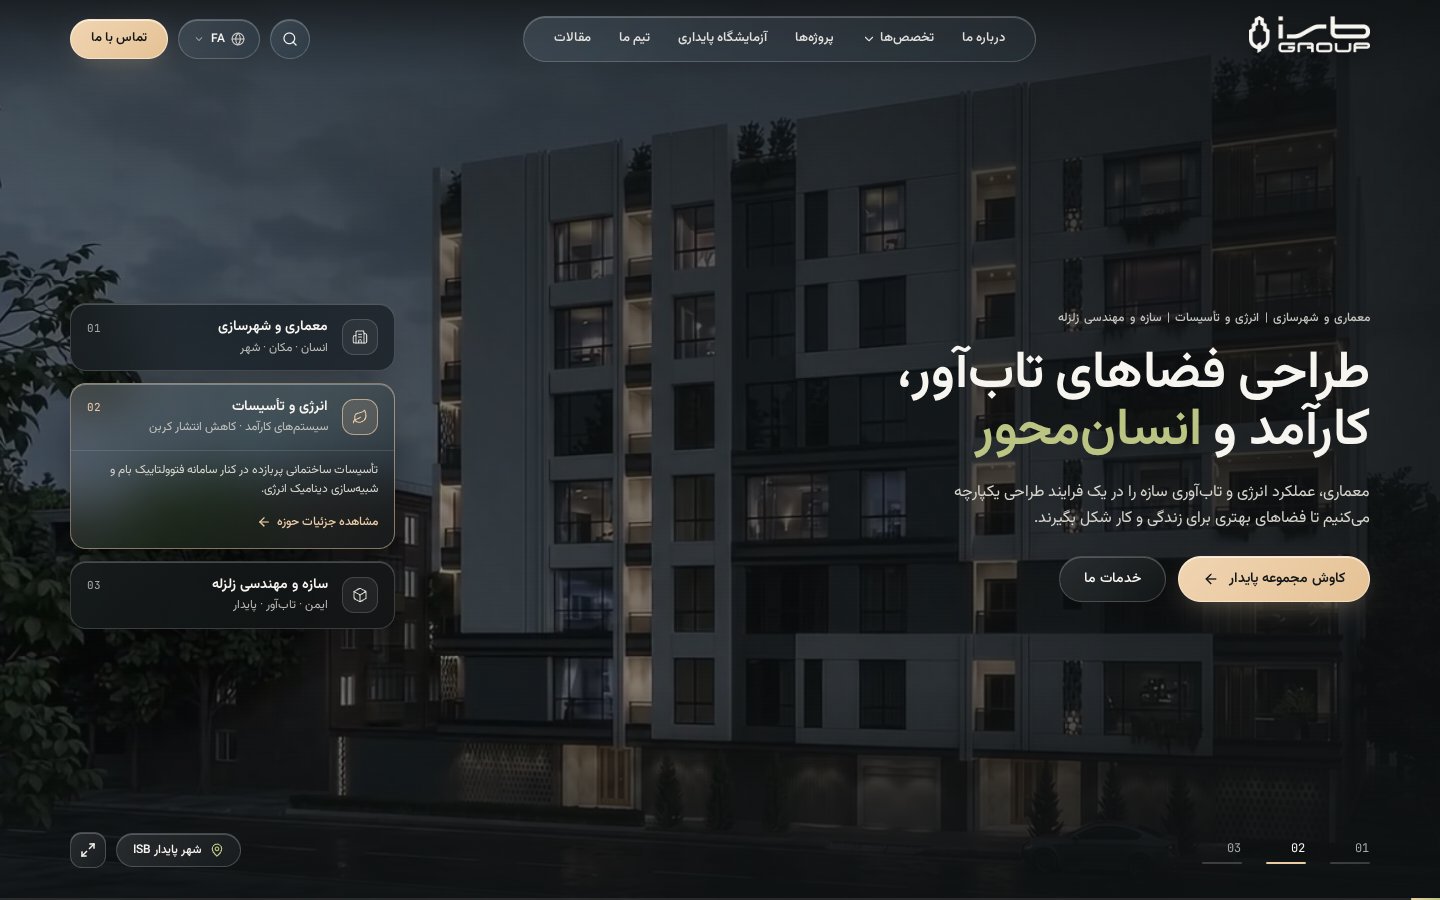 isb
GROUP
درباره ما
تخصص‌ها
پروژه‌ها
آزمایشگاه پایداری
تیم ما
مقالات
FA
تماس با ما
معماری و شهرسازی | انرژی و تأسیسات | سازه و مهندسی زلزله
طراحی فضاهای تاب‌آور،
کارآمد و انسان‌محور
معماری، عملکرد انرژی و تاب‌آوری سازه را در یک فرایند طراحی یکپارچه
می‌کنیم تا فضاهای بهتری برای زندگی و کار شکل بگیرند.
کاوش مجموعه پایدار
خدمات ما
معماری و شهرسازی
01
انسان · مکان · شهر
انرژی و تأسیسات
02
سیستم‌های کارآمد · کاهش انتشار کربن
تأسیسات ساختمانی پربازده در کنار سامانه فتوولتاییک بام و
شبیه‌سازی دینامیک انرژی.
مشاهده جزئیات حوزه
سازه و مهندسی زلزله
03
ایمن · تاب‌آور · پایدار
01
02
03
شهر پایدار ISB